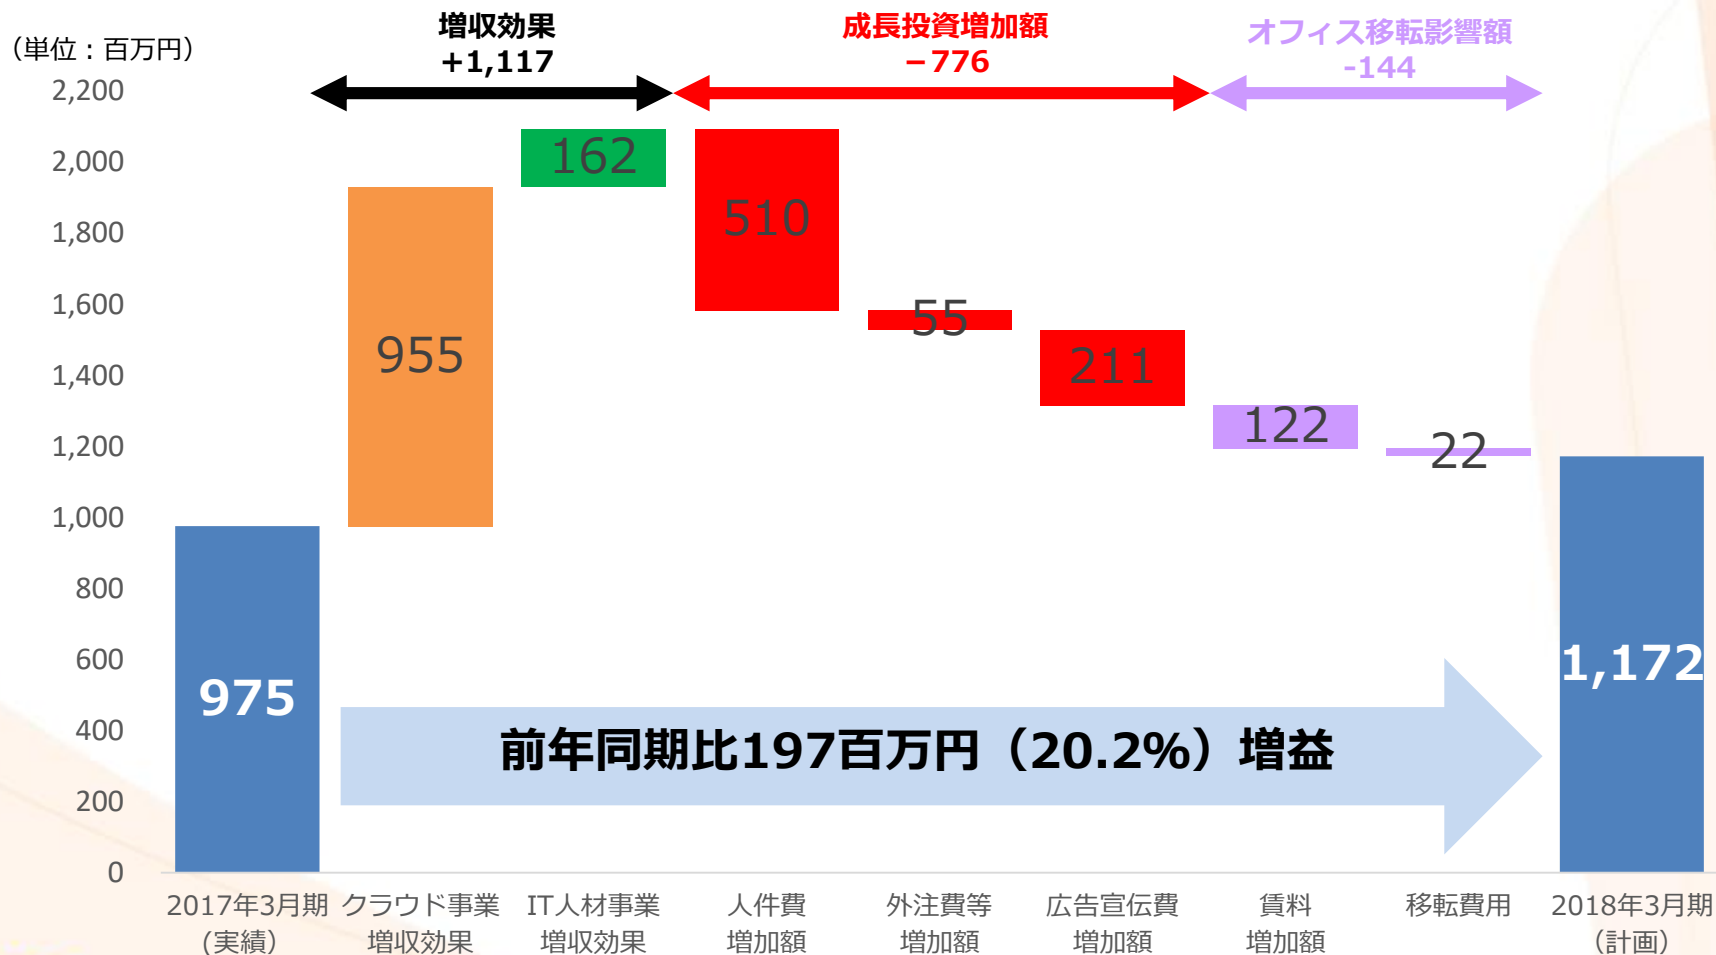 （単位：百万円）
増収効果
+1,117
成長投資増加額
－776
オフィス移転影響額
-144
2,200
2,000
1,800
1,600
1,400
1,200
1,000
800
600
400
200
0
975
955
162
510
55
211
122
22
1,172
前年同期比197百万円（20.2%）増益
2017年3月期
(実績）
クラウド事業
増収効果
IT人材事業
増収効果
人件費
増加額
外注費等
増加額
広告宣伝費
増加額
賃料
増加額
移転費用
2018年3月期
（計画）